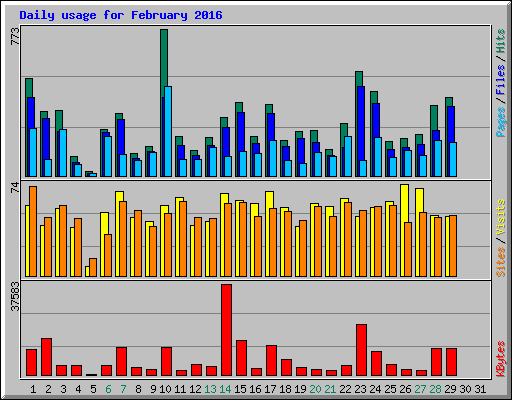 Daily usage for February 2016
773
Pages / Files / Hits
74
Sites / Visits
37583
KBytes
1 2 3 4 5 6 7 8 9 10 11 12 13 14 15 16 17 18 19 20 21 22 23 24 25 26 27 28 29 30 31